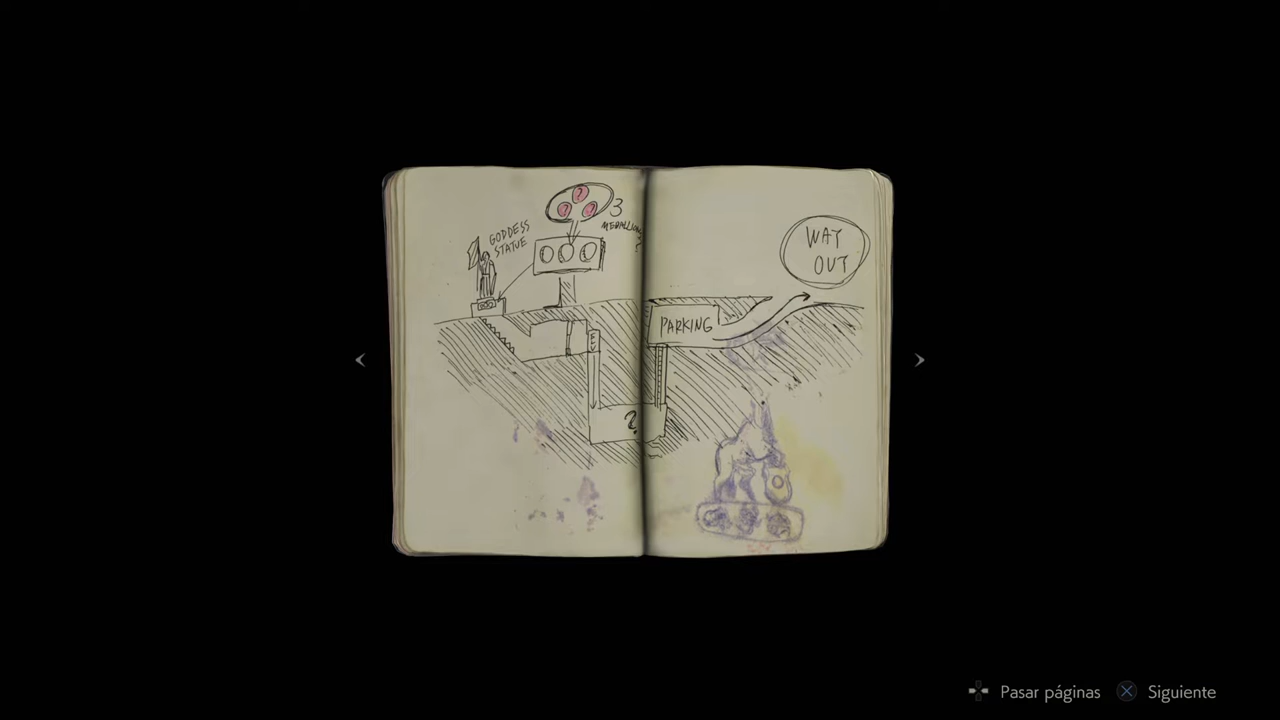 3
MEDALLIONS
?
GODDESS
STATUE
WAY
OUT
PARKING
?
Pasar páginas
Siguiente